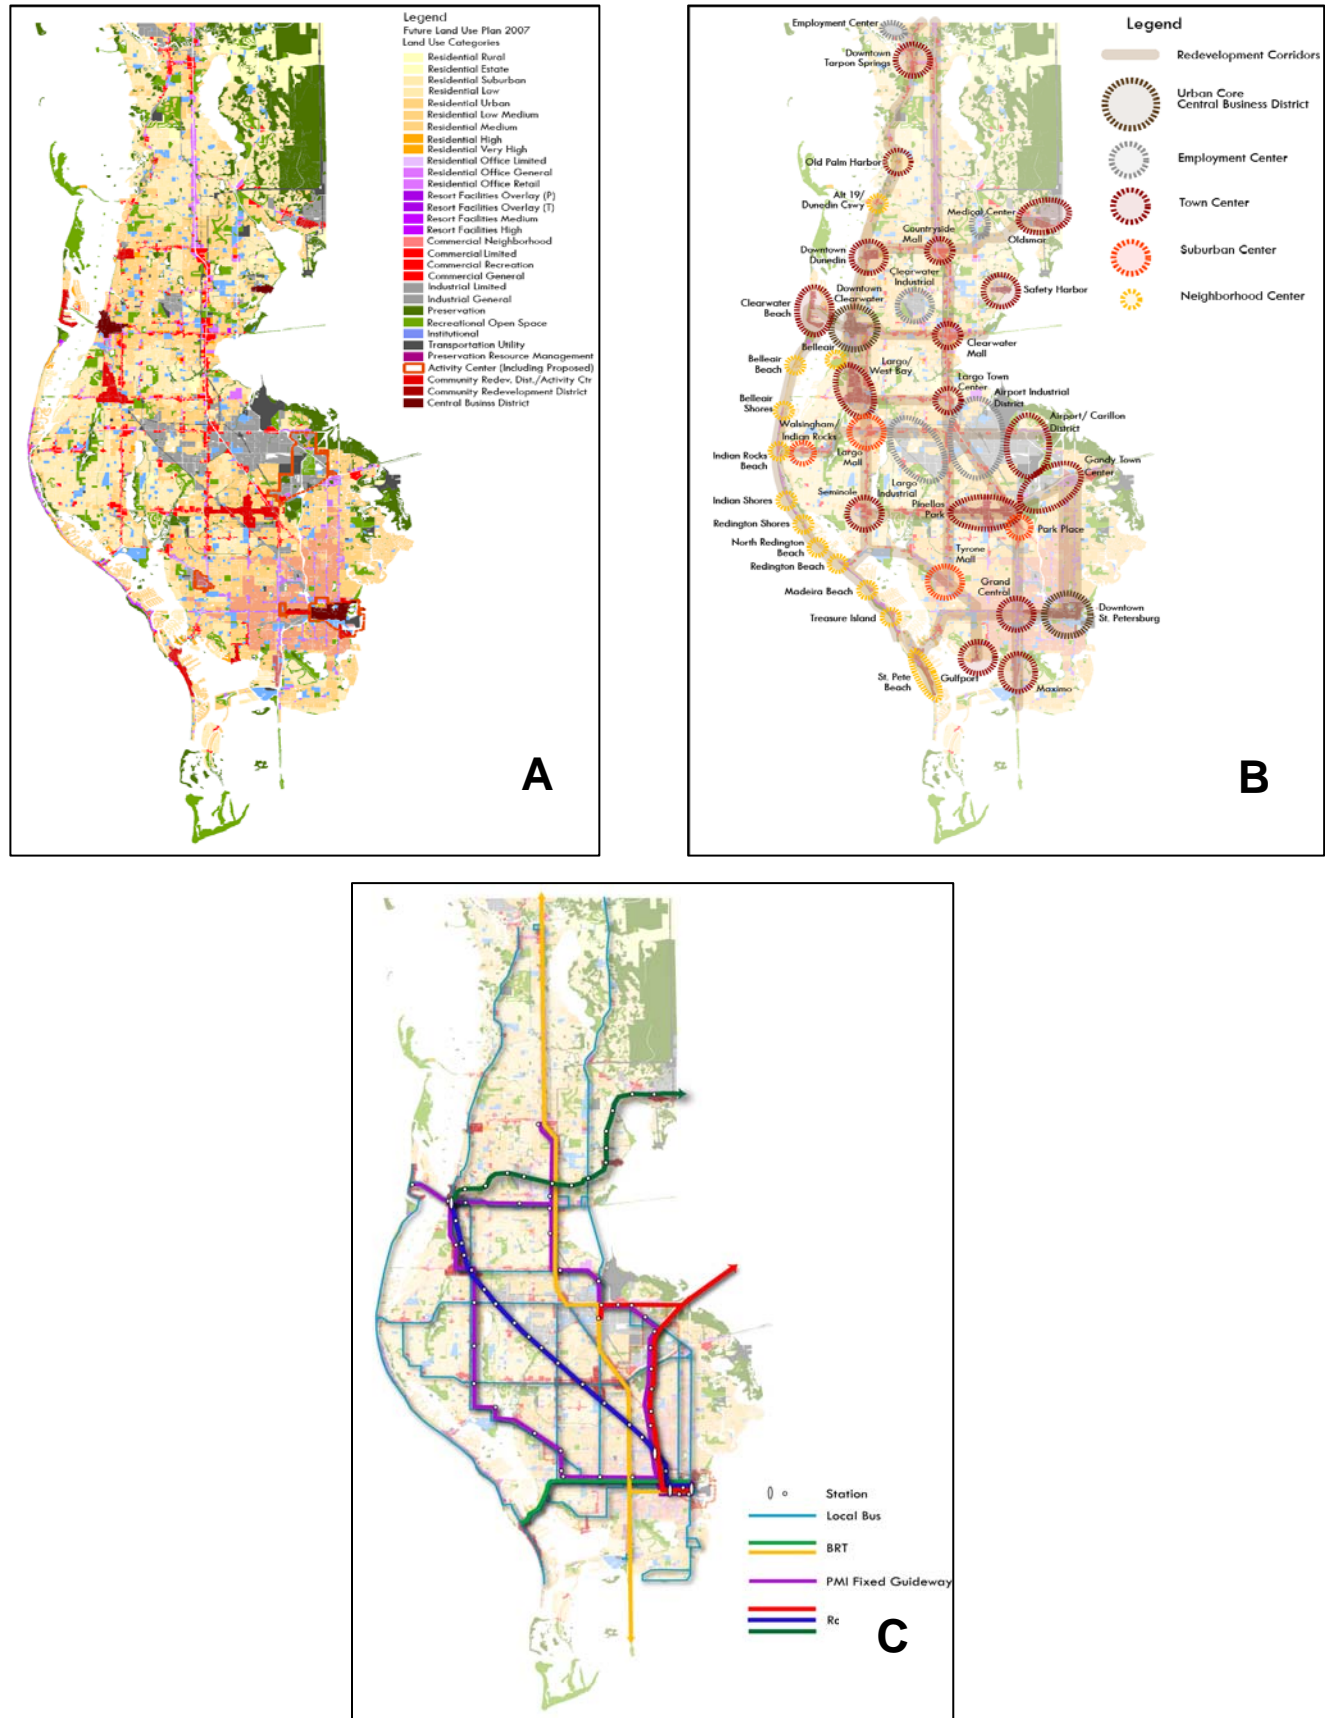 Legend
Future Land Use Plan 2007
Land Use Categories
Residential Rural
Residential Estate
Residential Suburban
Residential Low
Residential Urban
Residential Low Medium
Residential Medium
Residential High
Residential Very High
Residential Office Limited
Residential Office General
Residential Office Retail
Resort Facilities Overlay (P)
Resort Facilities Overlay (T)
Resort Facilities Medium
Resort Facilities High
Commercial Neighborhood
Commercial Limited
Commercial Recreation
Commercial General
Industrial Limited
Industrial General
Preservation
Recreational Open Space
Institutional
Transportation Utility
Preservation Resource Management
Activity Center (Including Proposed)
Community Redev. Dist./Activity Ctr
Community Redevelopment District
Central Businss District
A
Employment Center
Downtown
Tarpon Springs
Old Palm Harbor
Alt 19/
Dunedin Cswy
Medical Center
Countryside
Mall
Oldsmar
Downtown
Dunedin
Clearwater
Industrial
Safety Harbor
Clearwater
Beach
Downtown
Clearwater
Clearwater
Mall
Belleair
Belleair
Beach
Largo/
West Bay
Largo Town
Center
Airport Industrial
District
Belleair
Shores
Airport/ Carillon
District
Walsingham/
Indian Rocks
Indian Rocks
Beach
Largo
Mall
Gandy Town
Center
Largo
Industrial
Indian Shores
Seminole
Pinellas
Park
Redington Shores
Park Place
North Redington
Beach
Tyrone
Mall
Redington Beach
Madeira Beach
Grand
Central
Treasure Island
Downtown
St. Petersburg
St. Pete
Beach
Gulfport
Maximo
Legend
Redevelopment Corridors
Urban Core
Central Business District
Employment Center
Town Center
Suburban Center
Neighborhood Center
B
Station
Local Bus
BRT
PMI Fixed Guideway
Rc
C